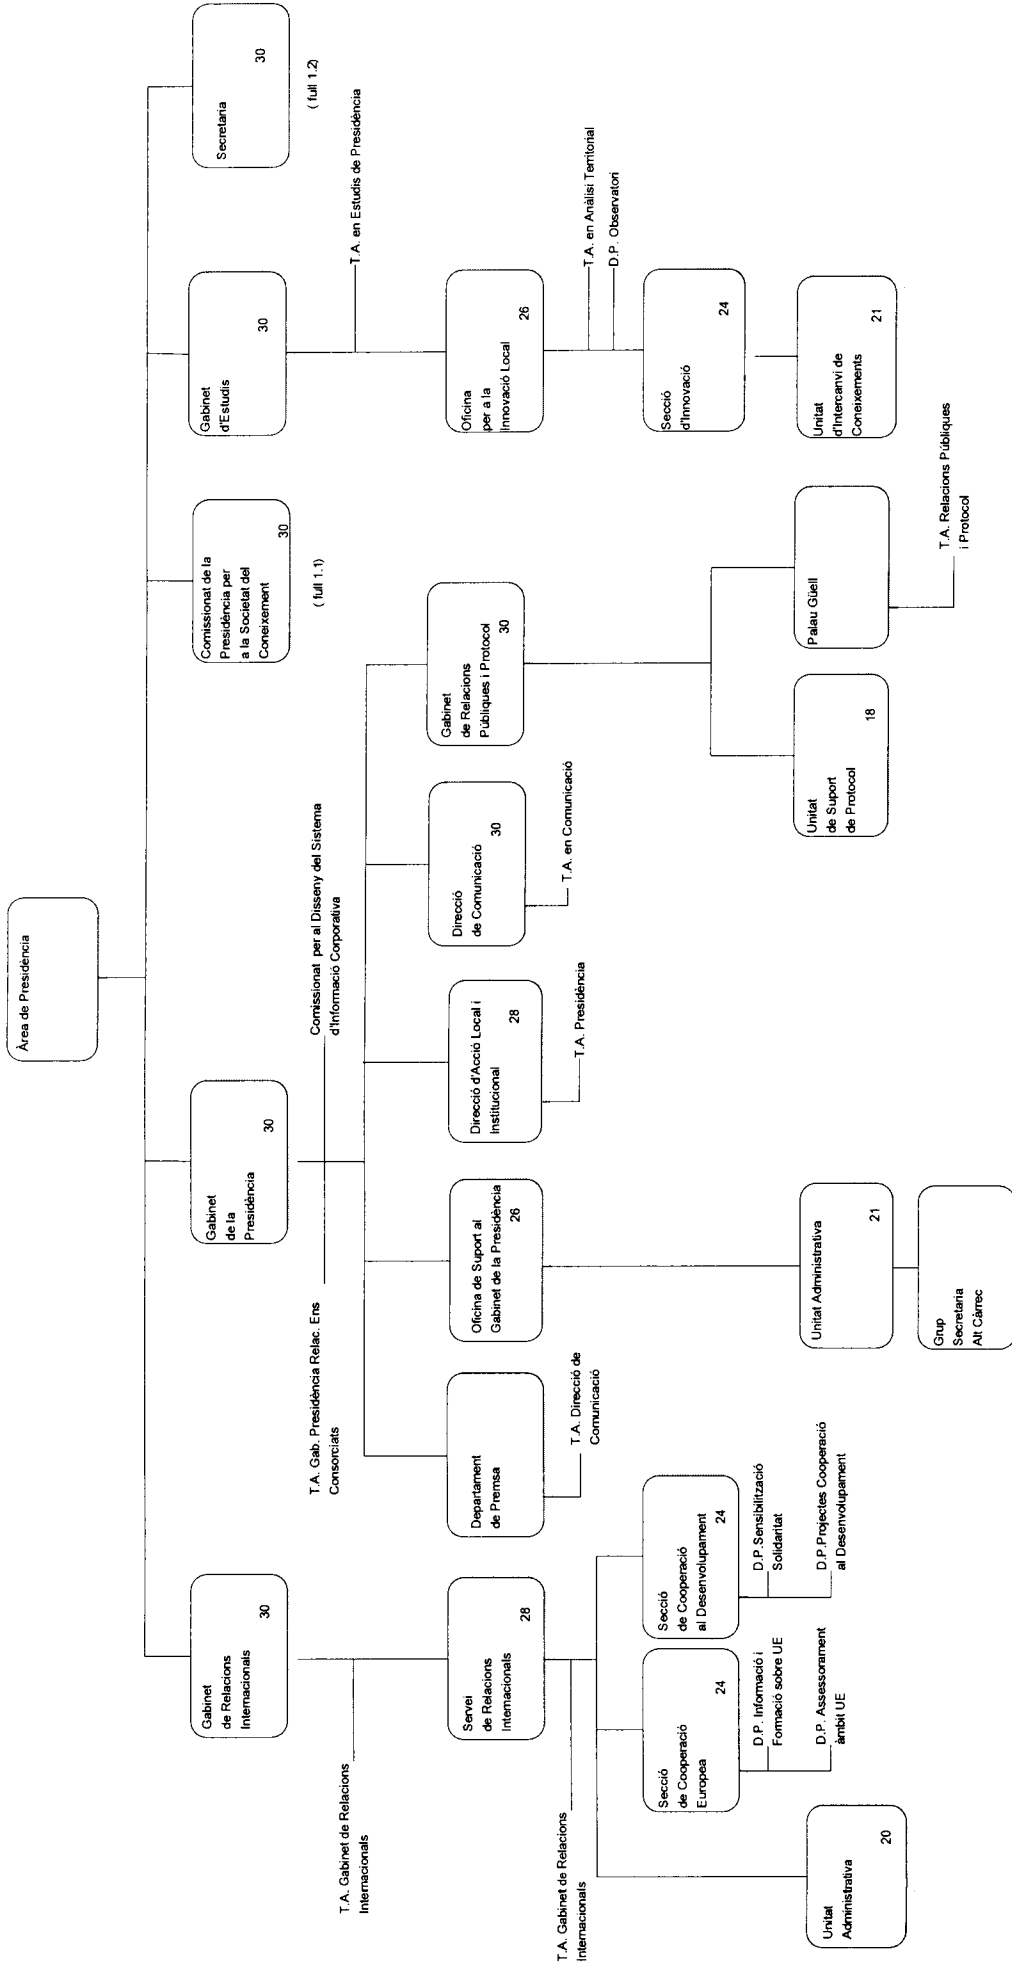 Àrea de Presidència
Gabinet
de Relacions
Internacionals
30
Gabinet
de la
Presidència
30
Comissionat de la
Presidència per
a la Societat del
Coneixement
30
( full 1.1)
Gabinet
d'Estudis
30
Secretaria
30
( full 1.2)
T.A. Gabinet de Relacions
Internacionals
T.A. Gab. Presidència Relac. Ens
Consorciats
Comissionat per al Disseny del Sistema
d'Informació Corporativa
T.A. en Estudis de Presidència
Servei
de Relacions
Internacionals
28
Departament
de Premsa
Oficina de Suport al
Gabinet de la Presidència
26
Direcció d'Acció Local i
Institucional
28
Direcció
de Comunicació
30
Gabinet
de Relacions
Públiques i Protocol
30
Oficina
per a la
Innovació Local
26
T.A. Gabinet de Relacions
Internacionals
T.A. Direcció de
Comunicació
T.A. Presidència
T.A. en Comunicació
T.A. en Anàlisi Territorial
D.P. Observatori
Secció
de Cooperació
Europea
24
Secció
de Cooperació
al Desenvolupament
24
Secció
d'Innovació
24
D.P. Informació i
Formació sobre UE
D.P. Assessorament
àmbit UE
D.P.Sensibilització
Solidaritat
D.P.Projectes Cooperació
al Desenvolupament
Unitat
Administrativa
20
Unitat Administrativa
21
Unitat
de Suport
de Protocol
18
Palau Güell
Unitat
d'Intercanvi de
Coneixements
21
Grup
Secretaria
Alt Càrrec
T.A. Relacions Públiques
i Protocol